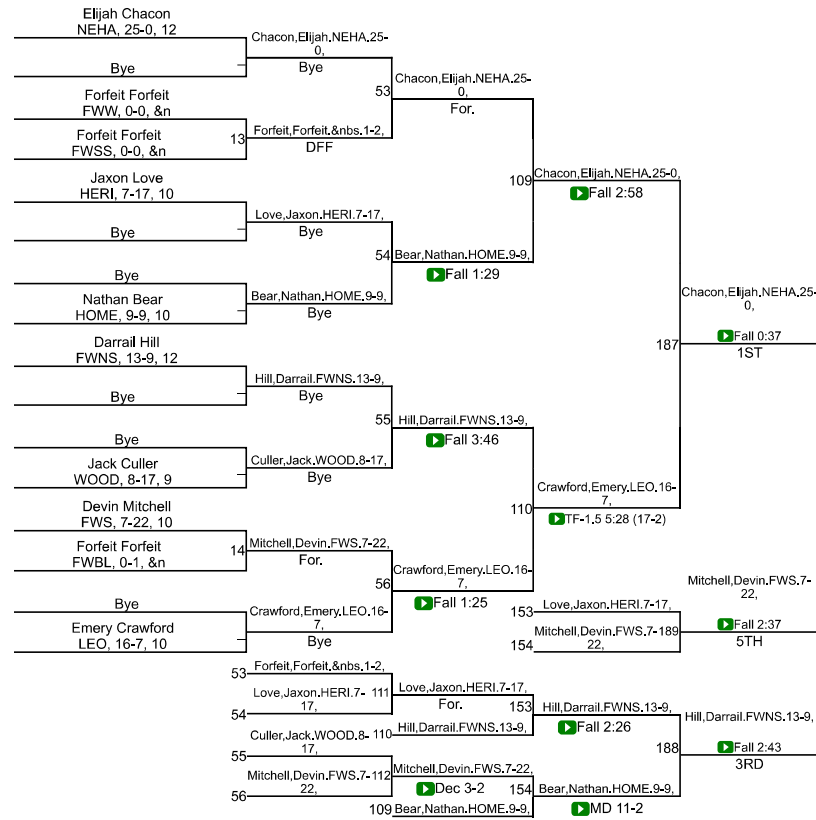 Elijah Chacon
NEHA, 25-0, 12
Bye
Chacon,Elijah.NEHA.25-
0,
Bye
Forfeit Forfeit
FWW, 0-0, &n
Forfeit Forfeit
FWSS, 0-0, &n
13
Forfeit,Forfeit.&nbs.1-2,
DFF
53
Chacon,Elijah.NEHA.25-
0,
For.
Jaxon Love
HERI, 7-17, 10
Bye
Love,Jaxon.HERI.7-17,
Bye
Bye
Nathan Bear
HOME, 9-9, 10
Bear,Nathan.HOME.9-9,
Bye
54
Bear,Nathan.HOME.9-9,
Fall 1:29
109
Chacon,Elijah.NEHA.25-0,
Fall 2:58
Darrail Hill
FWNS, 13-9, 12
Bye
Hill,Darrail.FWNS.13-9,
Bye
Bye
Jack Culler
WOOD, 8-17, 9
Culler,Jack.WOOD.8-17,
Bye
55
Hill,Darrail.FWNS.13-9,
Fall 3:46
Devin Mitchell
FWS, 7-22, 10
Forfeit Forfeit
FWBL, 0-1, &n
14
Mitchell,Devin.FWS.7-22,
For.
Bye
Emery Crawford
LEO, 16-7, 10
Crawford,Emery.LEO.16-
7,
Bye
56
Crawford,Emery.LEO.16-
7,
Fall 1:25
110
Crawford,Emery.LEO.16-
7,
TF-1.5 5:28 (17-2)
187
Chacon,Elijah.NEHA.25-
0,
Fall 0:37
1ST
153
Love,Jaxon.HERI.7-17,
154
Mitchell,Devin.FWS.7-
22,
189
Mitchell,Devin.FWS.7-
22,
Fall 2:37
5TH
53
Forfeit,Forfeit.&nbs.1-2,
54
Love,Jaxon.HERI.7-
17,
111
Love,Jaxon.HERI.7-17,
For.
110
Hill,Darrail.FWNS.13-9,
153
Hill,Darrail.FWNS.13-9,
Fall 2:26
55
Culler,Jack.WOOD.8-
17,
56
Mitchell,Devin.FWS.7-
22,
112
Mitchell,Devin.FWS.7-22,
Dec 3-2
109
Bear,Nathan.HOME.9-9,
154
Bear,Nathan.HOME.9-9,
MD 11-2
188
Hill,Darrail.FWNS.13-9,
Fall 2:43
3RD